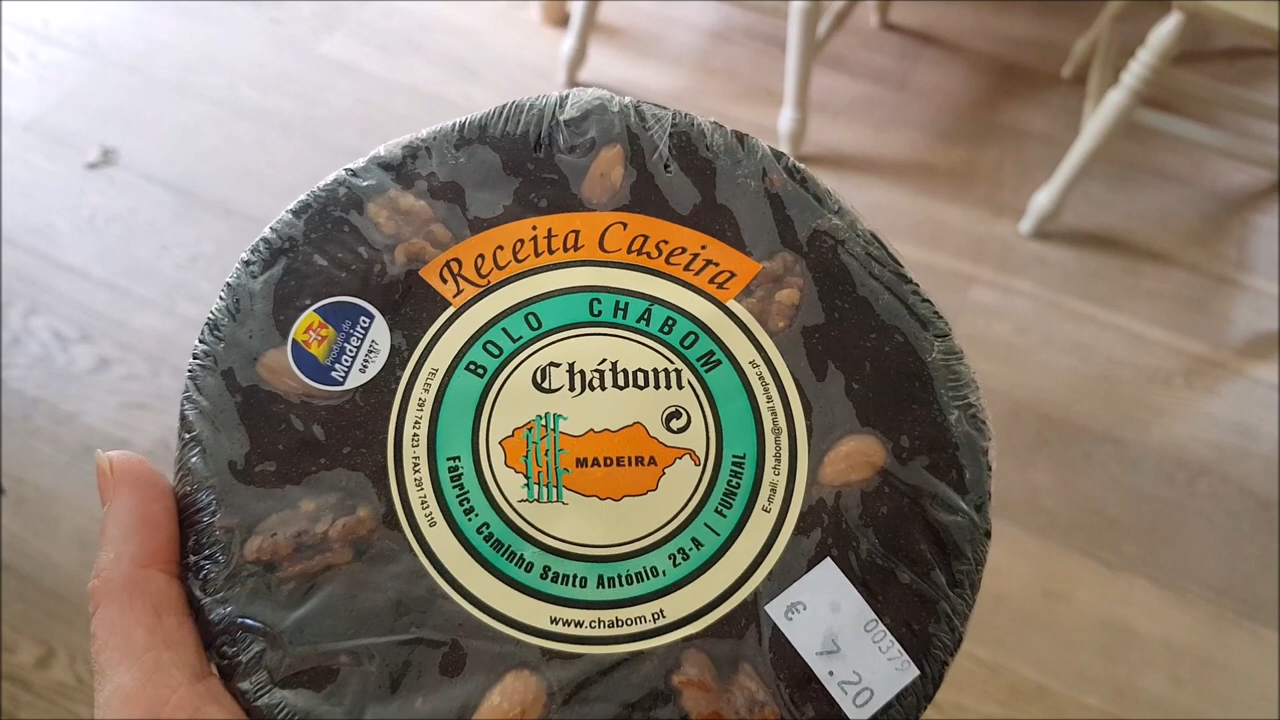 Receita Caseira
BOLO CHÁBOM
Chábom
MADEIRA
Fábrica: Caminho Santo António, 23-A | FUNCHAL
TELEF: 291 742 423 - FAX 291 743 310
E-mail: chabom@mail.telepac.pt
www.chabom.pt
Produto da
Madeira
00379
€ 7.20